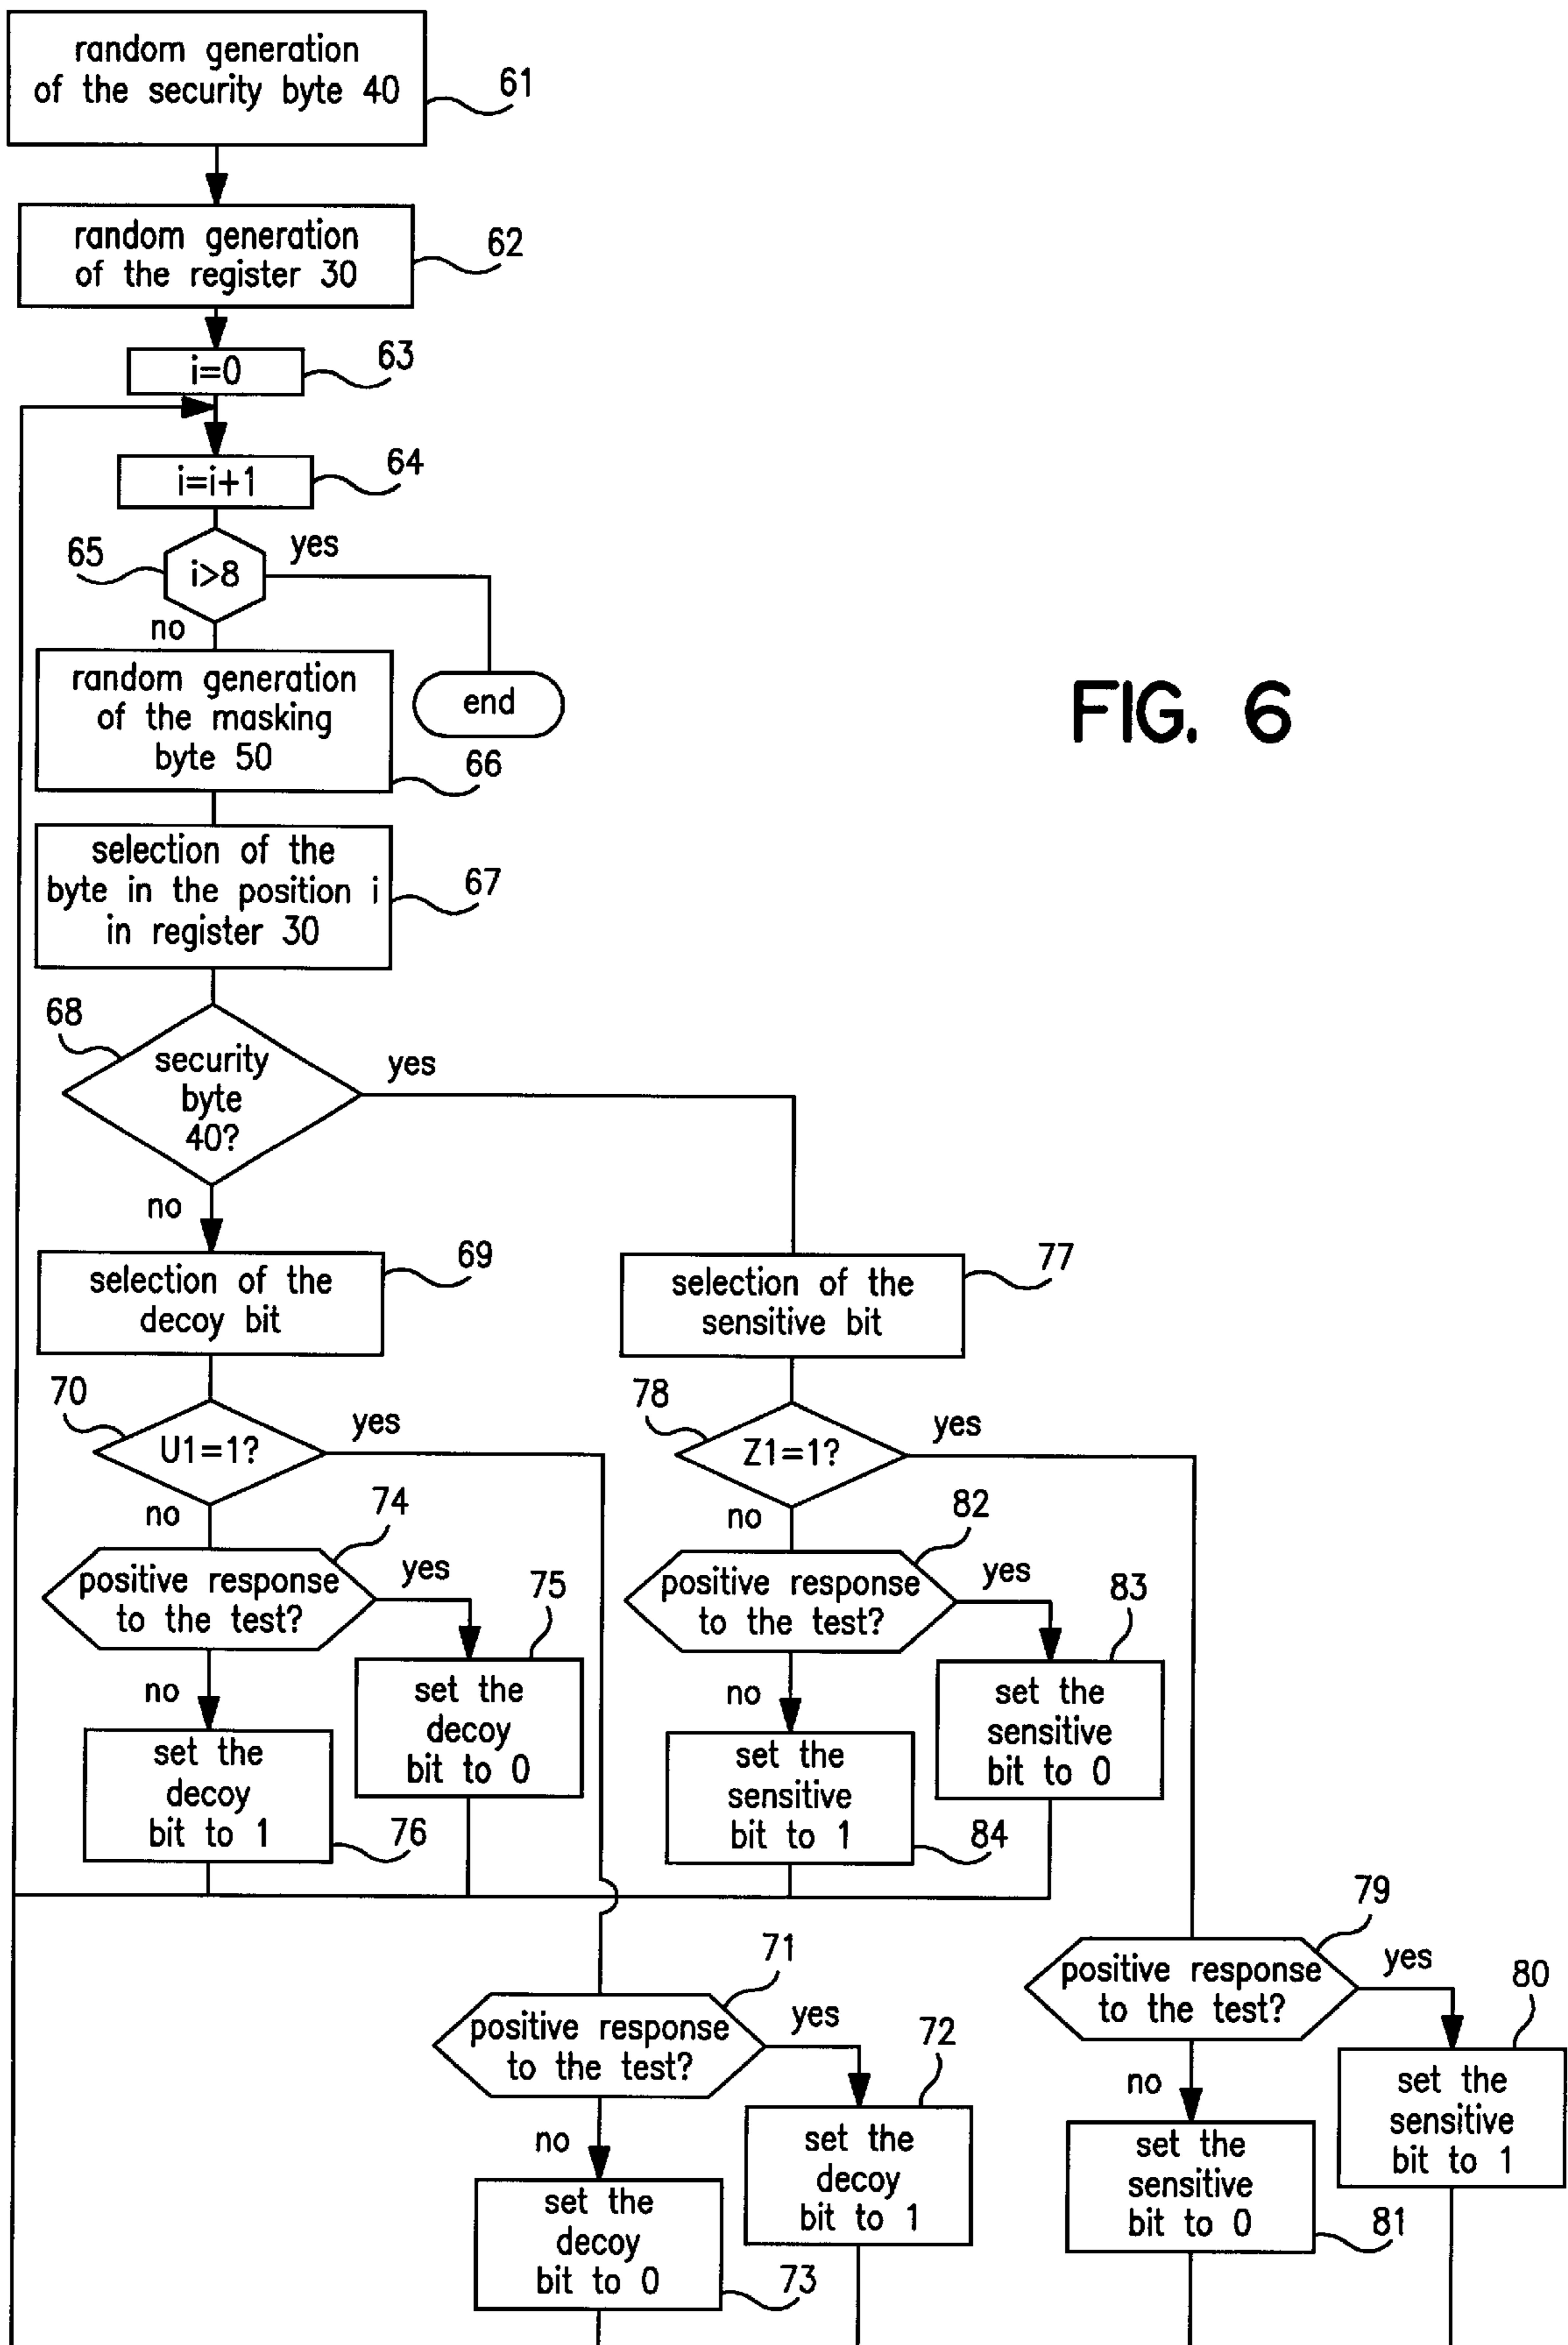 random generation
of the security byte 40
61
random generation
of the register 30
62
i=0
63
i=i+1
64
65
i>8
yes
no
end
random generation
of the masking
byte 50
66
FIG. 6
selection of the
byte in the position i
in register 30
67
68
security
byte
40?
yes
no
selection of the
decoy bit
69
selection of the
sensitive bit
77
70
U1=1?
yes
no
78
Z1=1?
yes
no
74
positive response
to the test?
yes
no
75
set the
decoy
bit to 0
set the
decoy
bit to 1
76
82
positive response
to the test?
yes
no
83
set the
sensitive
bit to 0
set the
sensitive
bit to 1
84
71
positive response
to the test?
yes
no
72
set the
decoy
bit to 1
set the
decoy
bit to 0
73
79
positive response
to the test?
yes
no
80
set the
sensitive
bit to 1
set the
sensitive
bit to 0
81